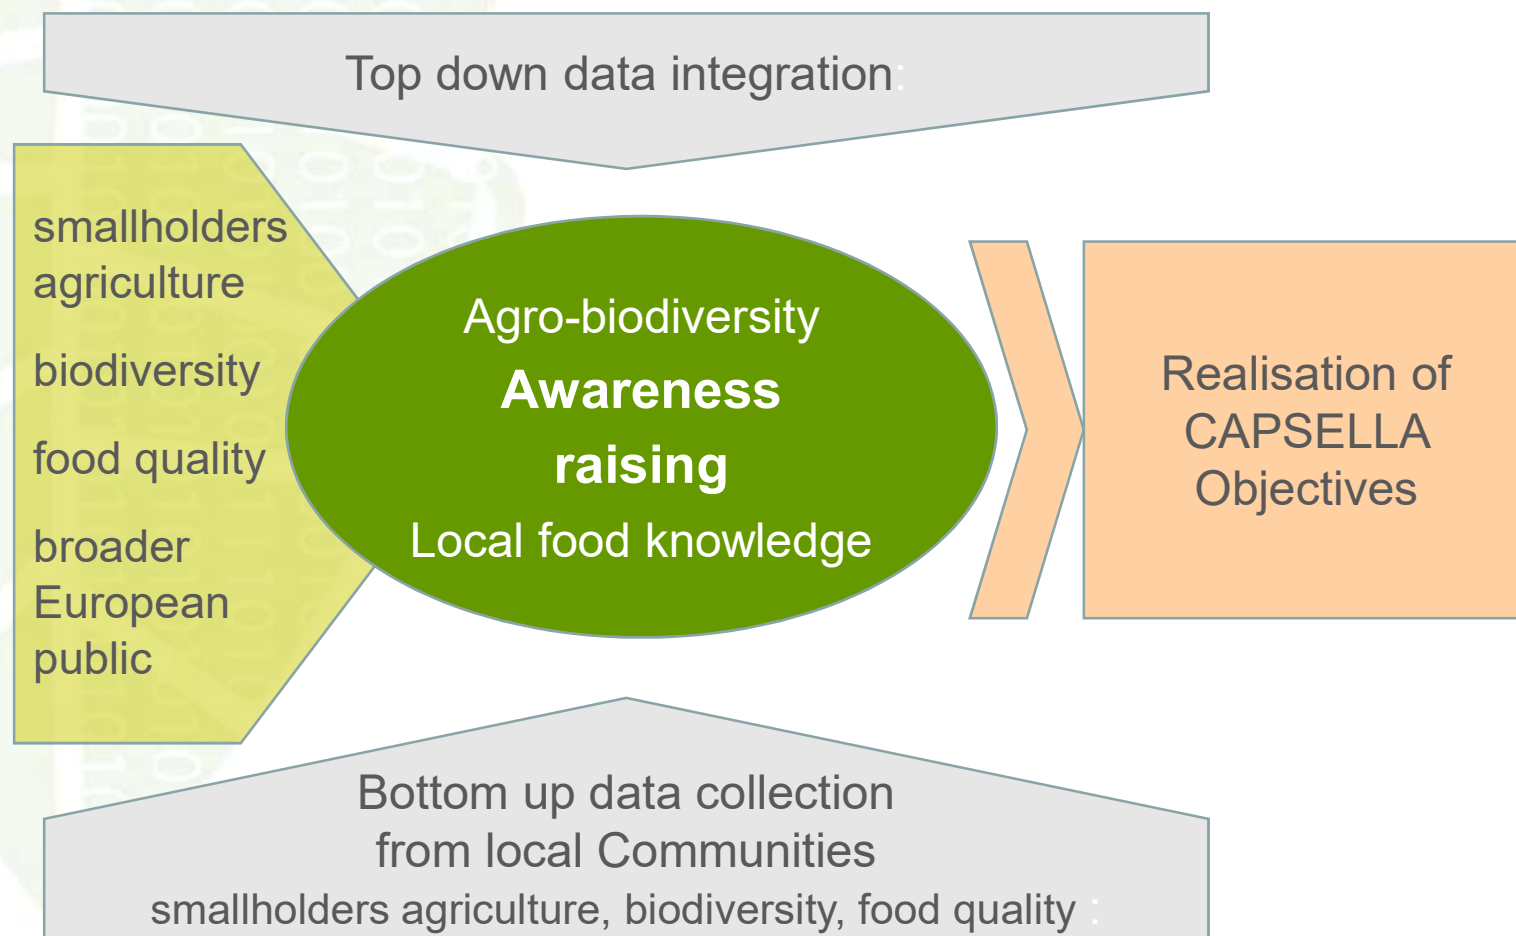 Top down data integration:
smallholders
agriculture
biodiversity
food quality
broader
European
public
Agro-biodiversity
Awareness
raising
Local food knowledge
Realisation of
CAPSELLA
Objectives
Bottom up data collection
from local Communities
smallholders agriculture, biodiversity, food quality :